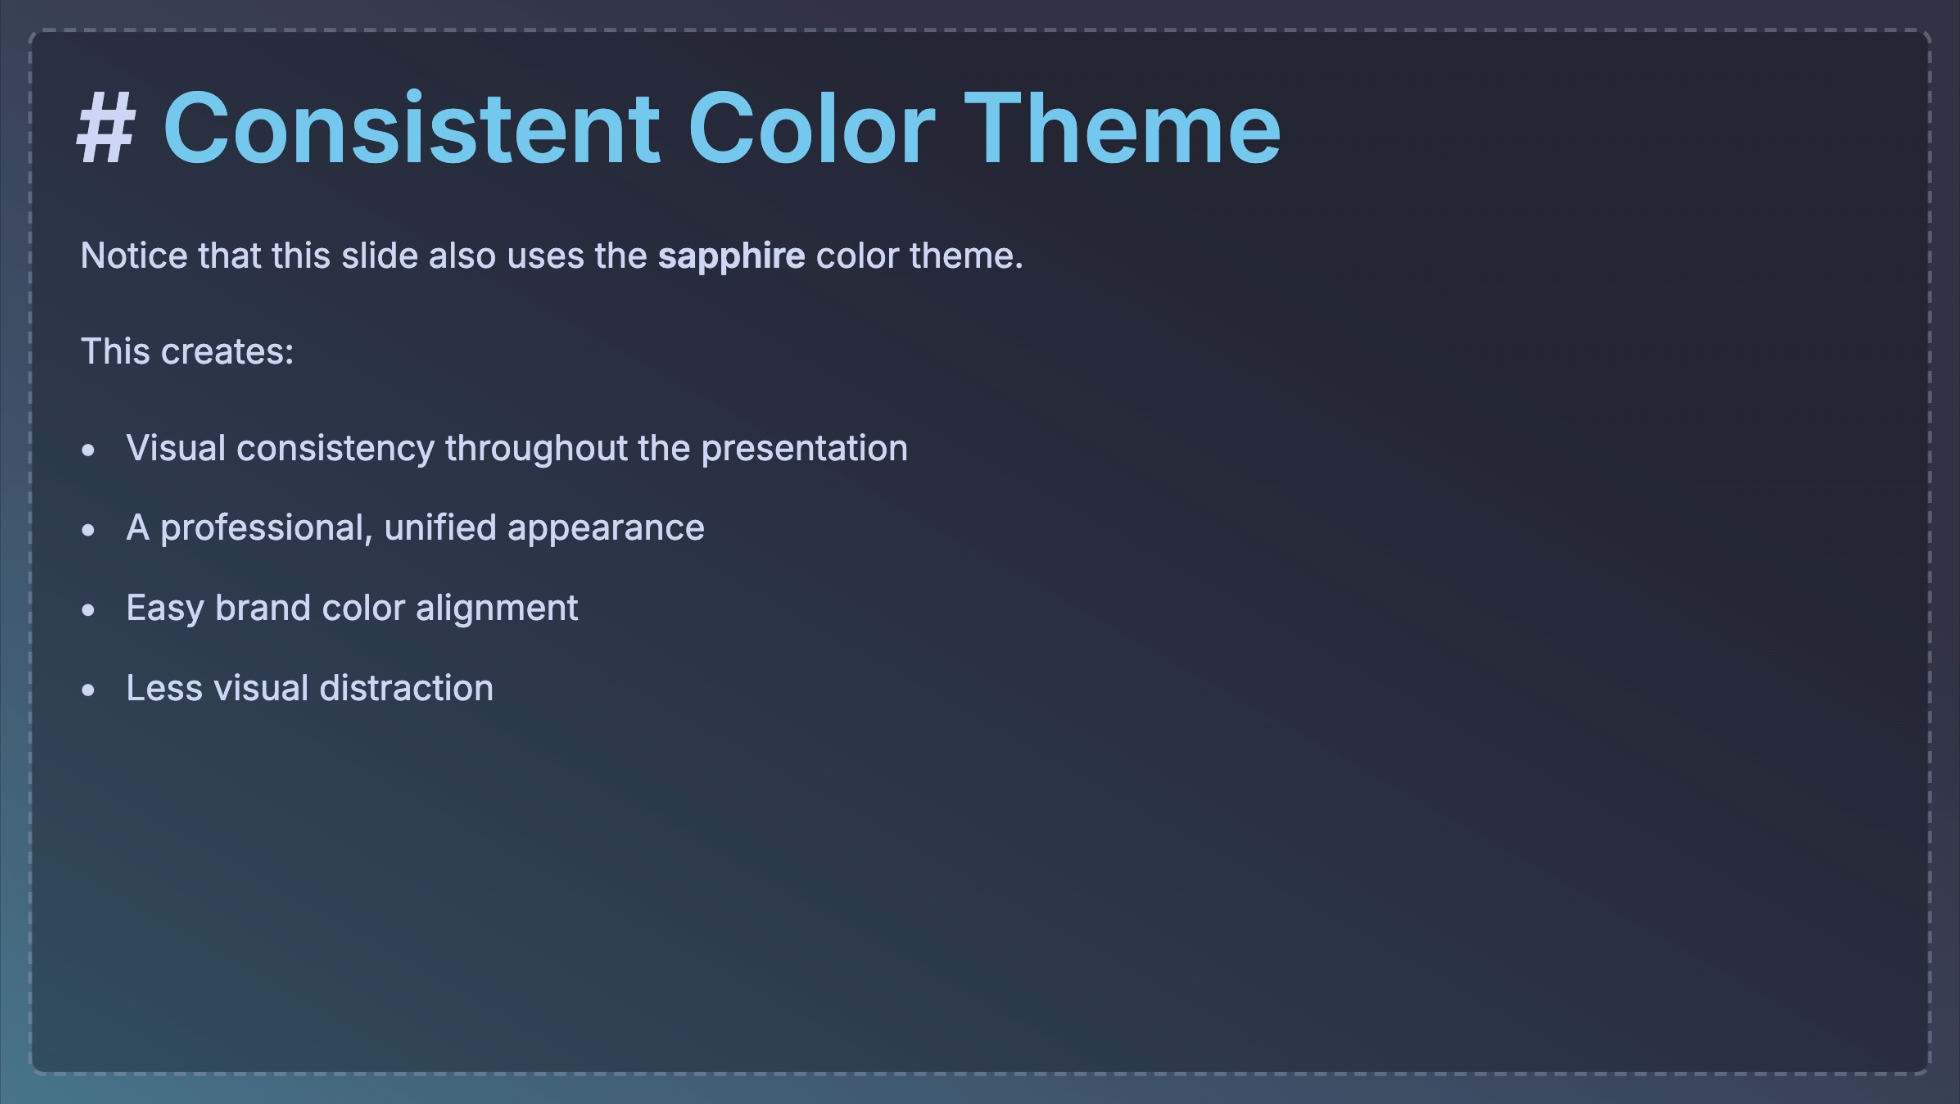 # Consistent Color Theme
Notice that this slide also uses the sapphire color theme.
This creates:
• Visual consistency throughout the presentation
• A professional, unified appearance
• Easy brand color alignment
• Less visual distraction